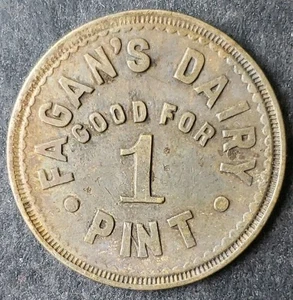 FAGAN'S DAIRY
GOOD FOR
1
PINT